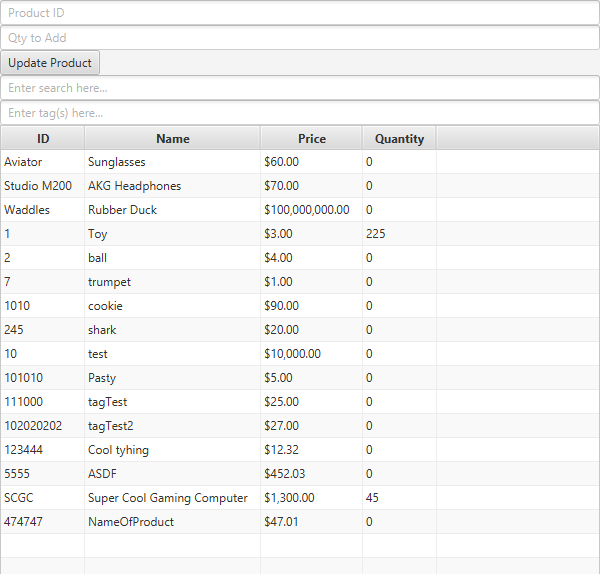 Product ID
Qty to Add
Update Product
Enter search here...
Enter tag(s) here...
ID Name Price Quantity
Aviator Sunglasses $60.00 0
Studio M200 AKG Headphones $70.00 0
Waddles Rubber Duck $100,000,000.00 0
1 Toy $3.00 225
2 ball $4.00 0
7 trumpet $1.00 0
1010 cookie $90.00 0
245 shark $20.00 0
10 test $10,000.00 0
101010 Pasty $5.00 0
111000 tagTest $25.00 0
102020202 tagTest2 $27.00 0
123444 Cool tyhing $12.32 0
5555 ASDF $452.03 0
SCGC Super Cool Gaming Computer $1,300.00 45
474747 NameOfProduct $47.01 0